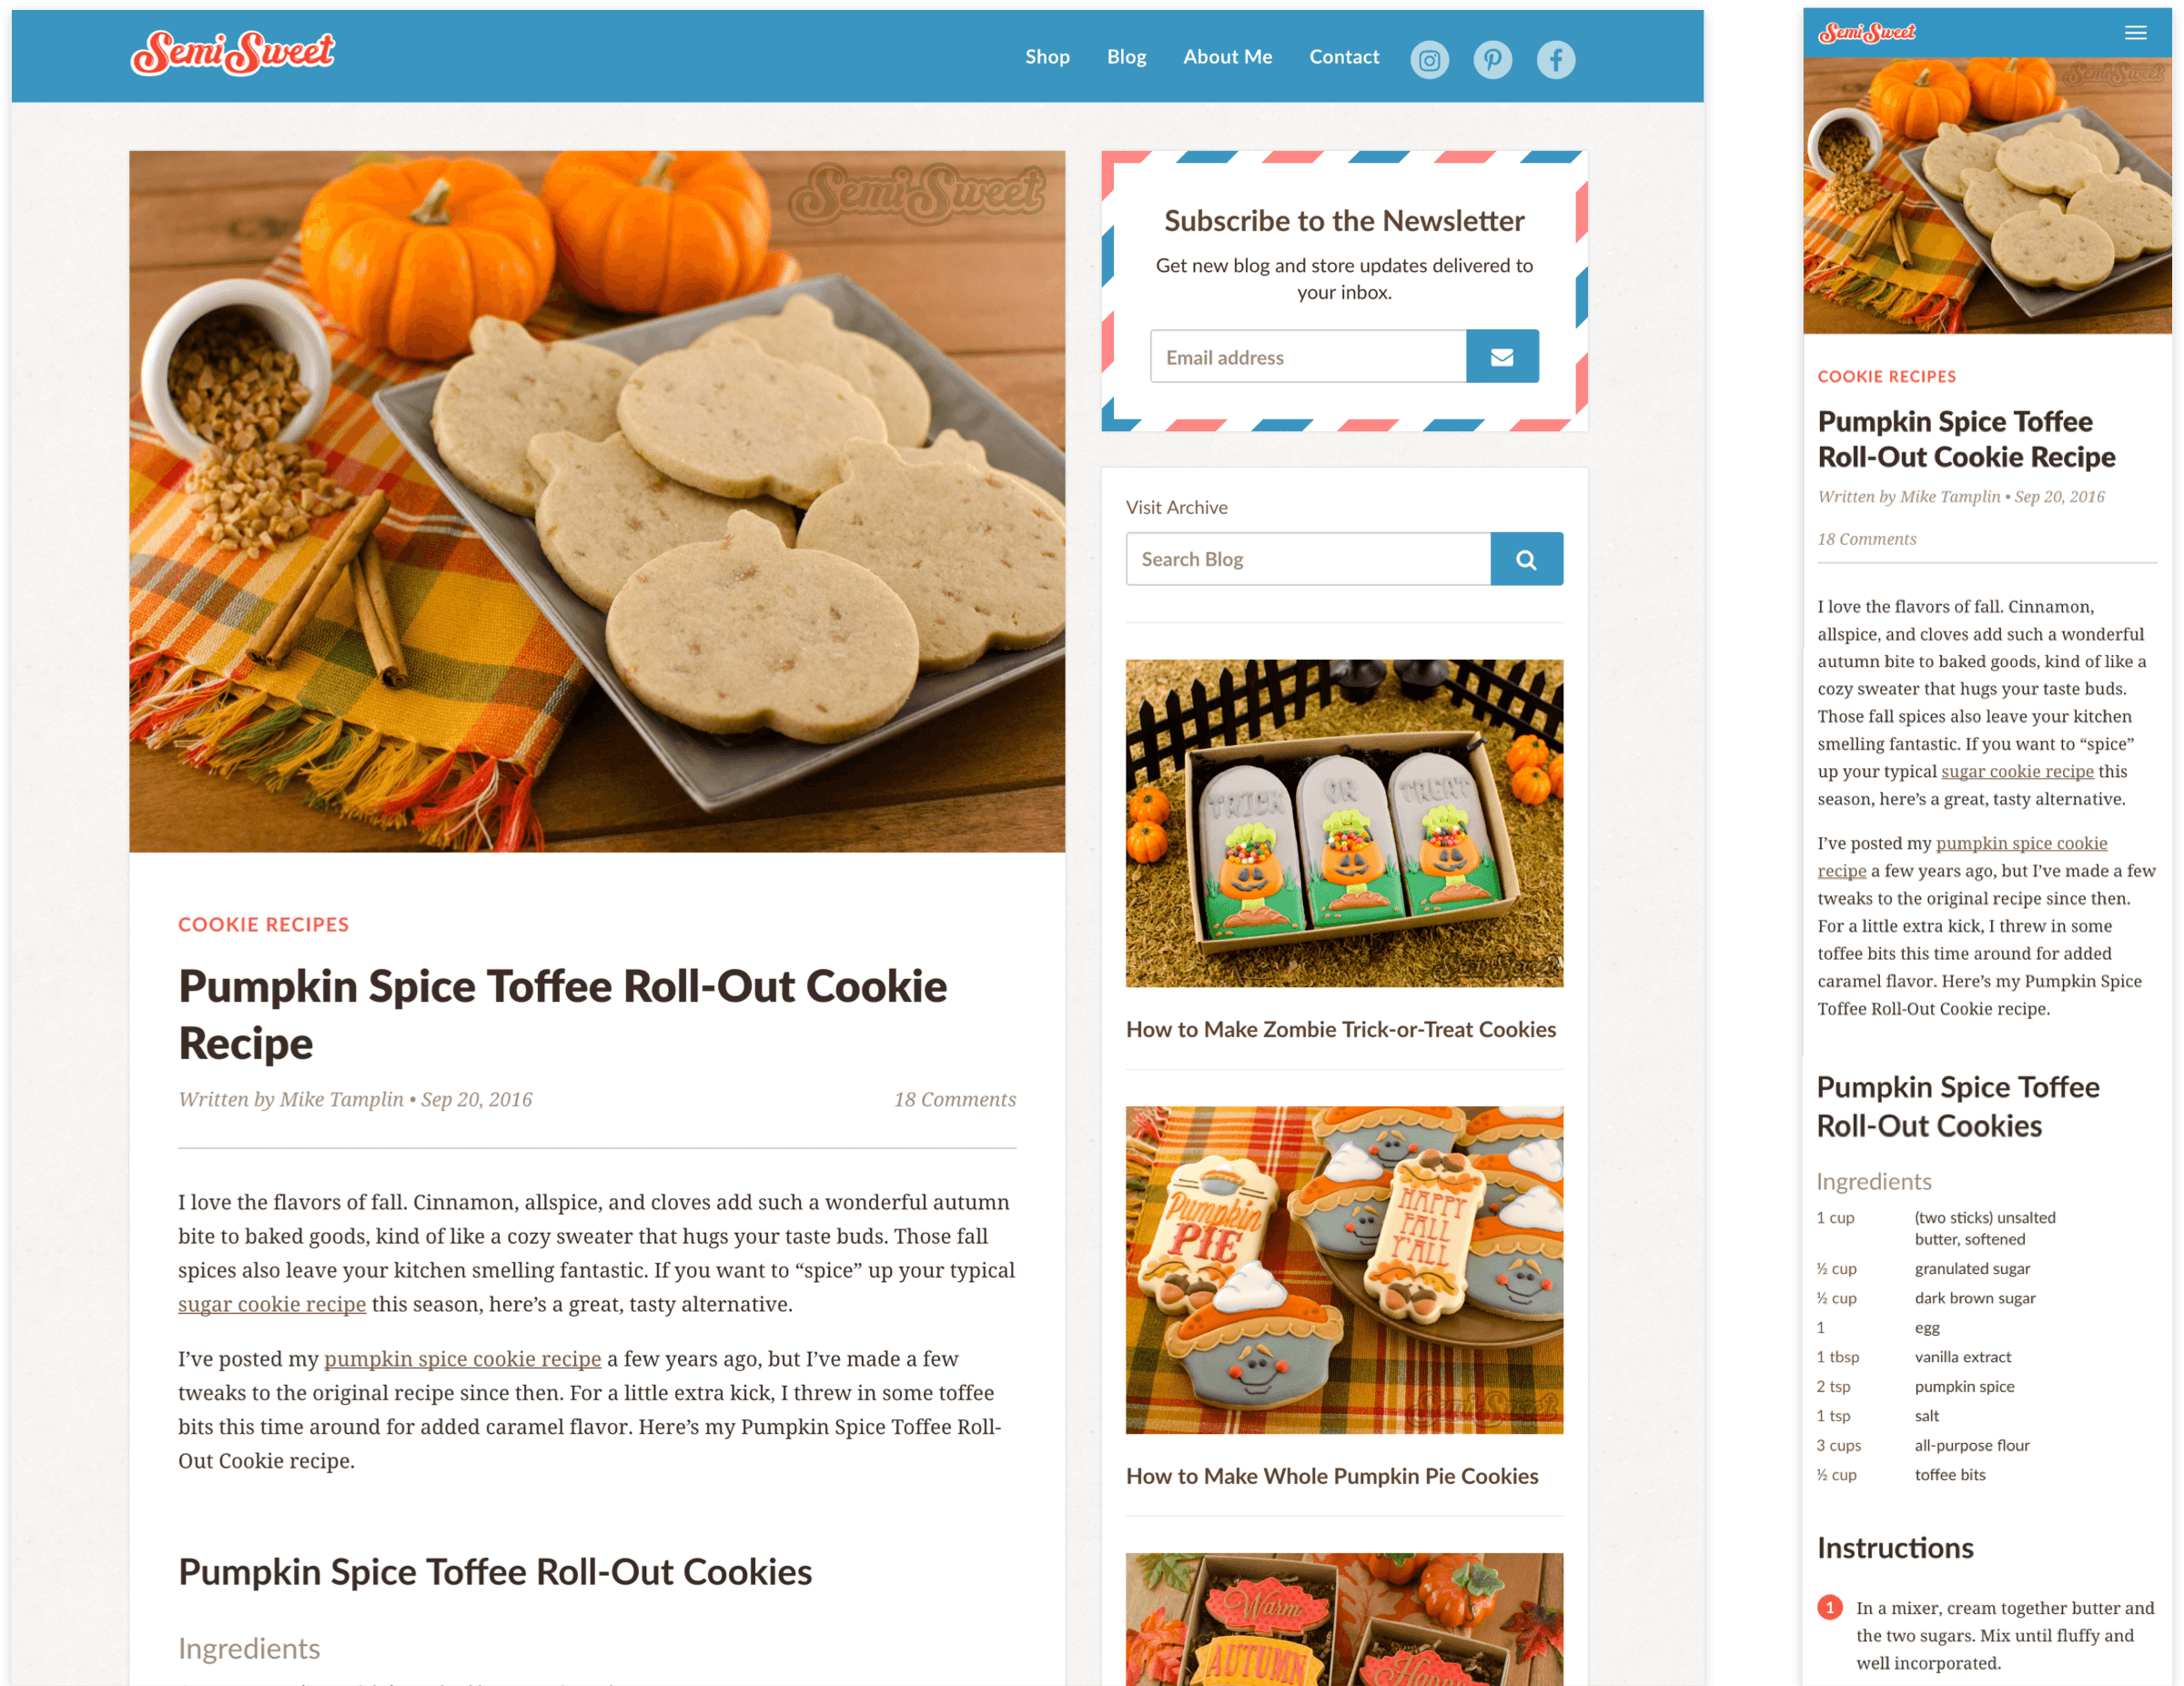 Semi Sweet
Shop Blog About Me Contact
Semi Sweet
COOKIE RECIPES
Pumpkin Spice Toffee Roll-Out Cookie
Recipe
Written by Mike Tamplin • Sep 20, 2016 18 Comments
I love the flavors of fall. Cinnamon, allspice, and cloves add such a wonderful autumn
bite to baked goods, kind of like a cozy sweater that hugs your taste buds. Those fall
spices also leave your kitchen smelling fantastic. If you want to “spice” up your typical
sugar cookie recipe this season, here’s a great, tasty alternative.
I’ve posted my pumpkin spice cookie recipe a few years ago, but I’ve made a few
tweaks to the original recipe since then. For a little extra kick, I threw in some toffee
bits this time around for added caramel flavor. Here’s my Pumpkin Spice Toffee Roll-
Out Cookie recipe.
Pumpkin Spice Toffee Roll-Out Cookies
Ingredients
Subscribe to the Newsletter
Get new blog and store updates delivered to
your inbox.
Email address
Visit Archive
Search Blog
TRICK OR TREAT
Semi Sweet
How to Make Zombie Trick-or-Treat Cookies
Pumpkin
PIE
HAPPY
FALL
Y'ALL
Semi Sweet
How to Make Whole Pumpkin Pie Cookies
Warm
AUTUMN
Happy
Semi Sweet
Semi Sweet
COOKIE RECIPES
Pumpkin Spice Toffee
Roll-Out Cookie Recipe
Written by Mike Tamplin • Sep 20, 2016
18 Comments
I love the flavors of fall. Cinnamon,
allspice, and cloves add such a wonderful
autumn bite to baked goods, kind of like a
cozy sweater that hugs your taste buds.
Those fall spices also leave your kitchen
smelling fantastic. If you want to “spice”
up your typical sugar cookie recipe this
season, here’s a great, tasty alternative.
I’ve posted my pumpkin spice cookie
recipe a few years ago, but I’ve made a few
tweaks to the original recipe since then.
For a little extra kick, I threw in some
toffee bits this time around for added
caramel flavor. Here’s my Pumpkin Spice
Toffee Roll-Out Cookie recipe.
Pumpkin Spice Toffee
Roll-Out Cookies
Ingredients
1 cup (two sticks) unsalted
butter, softened
½ cup granulated sugar
½ cup dark brown sugar
1 egg
1 tbsp vanilla extract
2 tsp pumpkin spice
1 tsp salt
3 cups all-purpose flour
½ cup toffee bits
Instructions
1 In a mixer, cream together butter and
the two sugars. Mix until fluffy and
well incorporated.